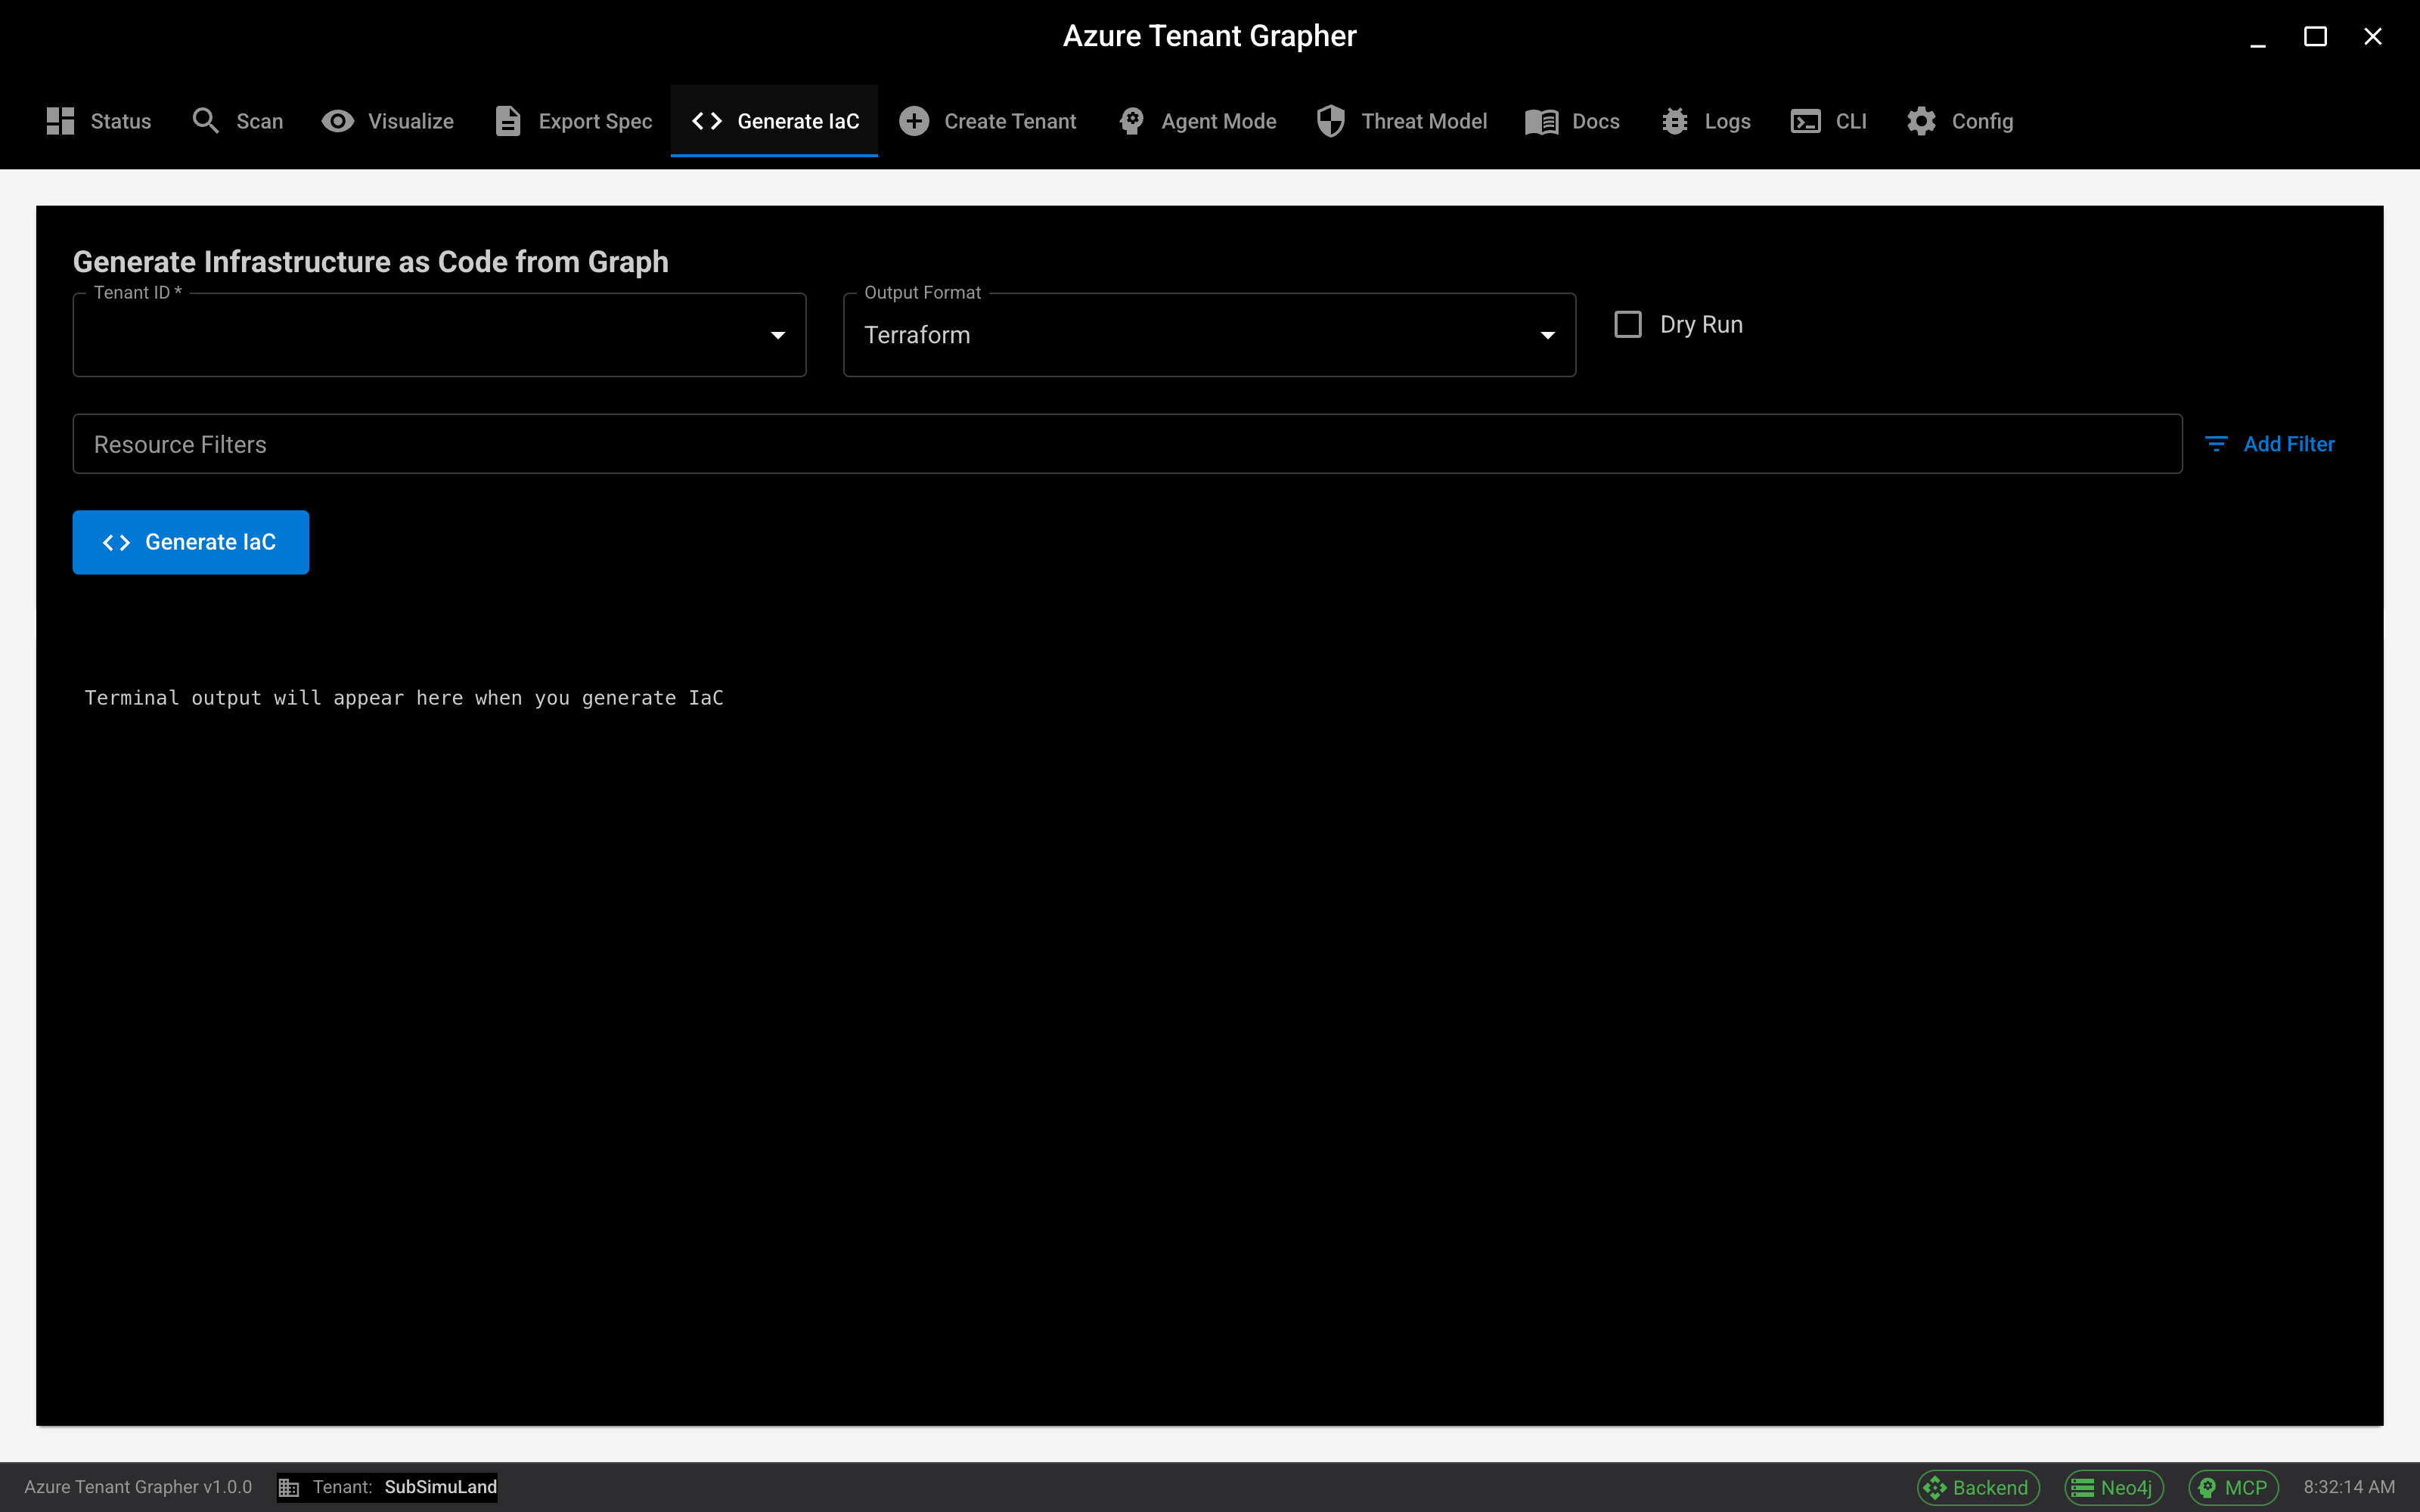 Azure Tenant Grapher
Status Scan Visualize Export Spec Generate IaC Create Tenant Agent Mode Threat Model Docs Logs CLI Config
Generate Infrastructure as Code from Graph
Tenant ID * Output Format
Terraform Dry Run
Resource Filters Add Filter
Generate IaC
Terminal output will appear here when you generate IaC
Azure Tenant Grapher v1.0.0 Tenant: SubSimuLand Backend Neo4j MCP 8:32:14 AM